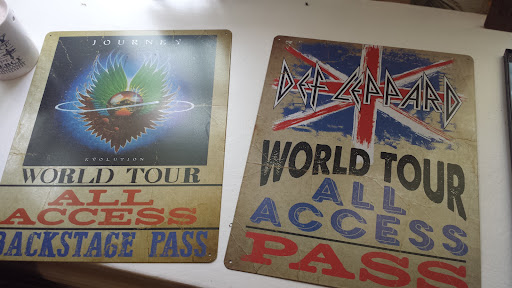 JOURNEY
EVOLUTION
WORLD TOUR
ALL
ACCESS
BACKSTAGE PASS
DEF LEPPARD
WORLD TOUR
ALL
ACCESS
PASS